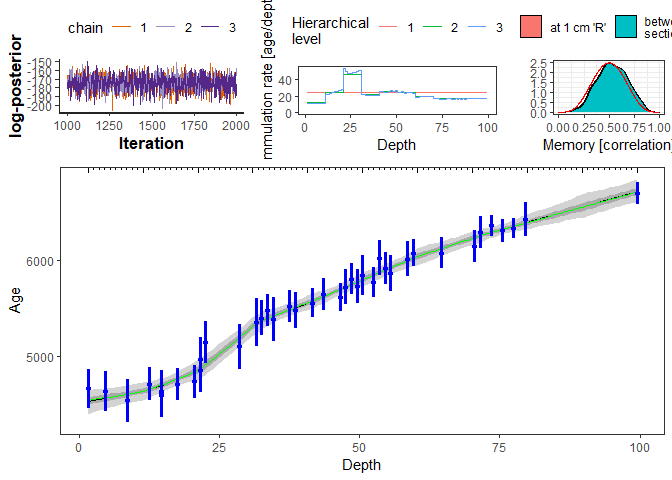 chain 1 2 3
log-posterior
-150
-160
-170
-180
-190
-200
1000 1250 1500 1750 2000
Iteration
Hierarchical
level
1 2 3
mmulation rate [age/dept
40
20
0
0 25 50 75 100
Depth
at 1 cm 'R'
betw
sectio
2.5
2.0
1.5
1.0
0.5
0.0
0.00 0.25 0.50 0.75 1.00
Memory [correlation]
Age
6000
5000
0 25 50 75 100
Depth